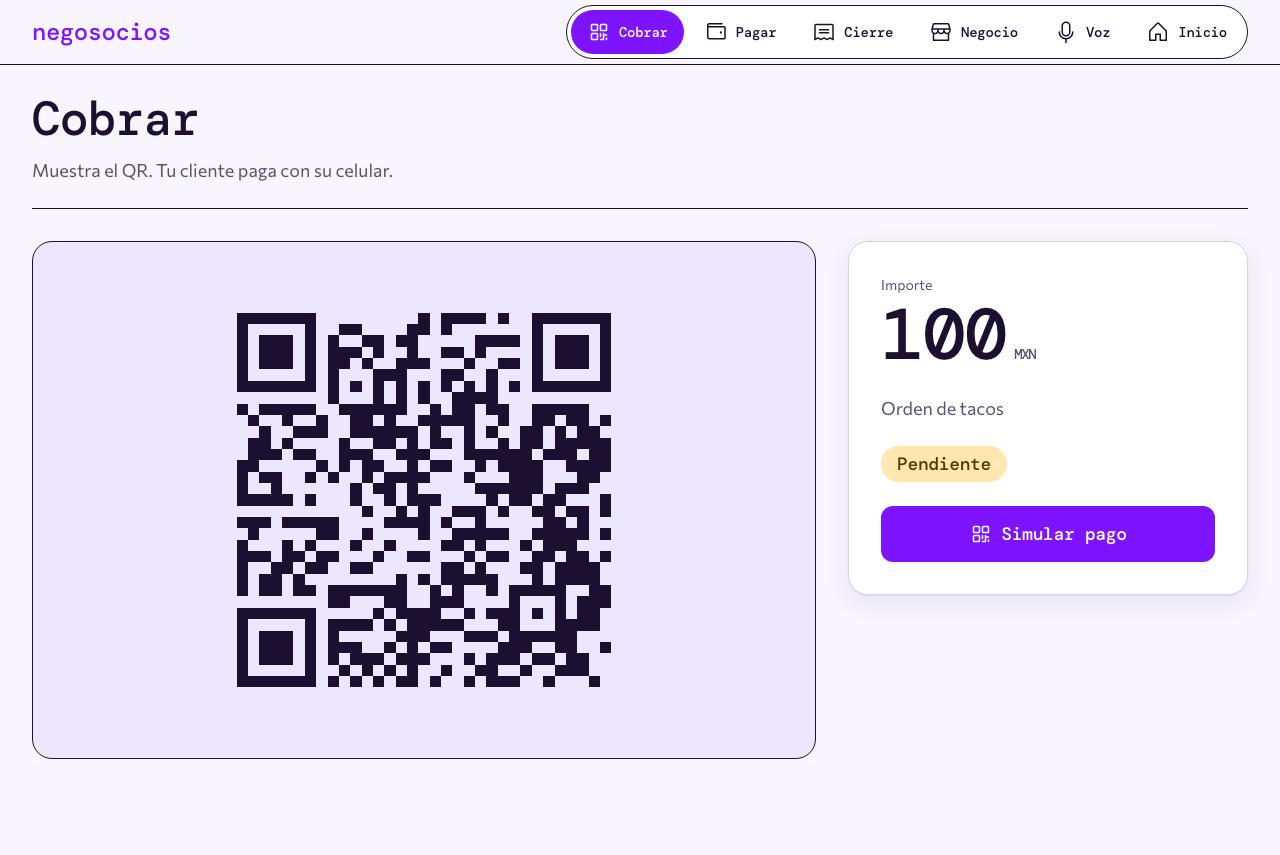 negosocios
Cobrar
Pagar
Cierre
Negocio
Voz
Inicio
Cobrar
Muestra el QR. Tu cliente paga con su celular.
Importe
100 MXN
Orden de tacos
Pendiente
Simular pago